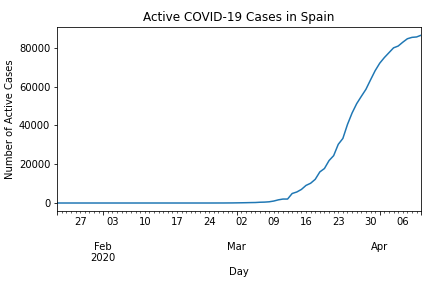 Active COVID-19 Cases in Spain
Number of Active Cases
80000
60000
40000
20000
0
27 03 10 17 24 02 09 16 23 30 06
Feb Mar Apr
2020
Day